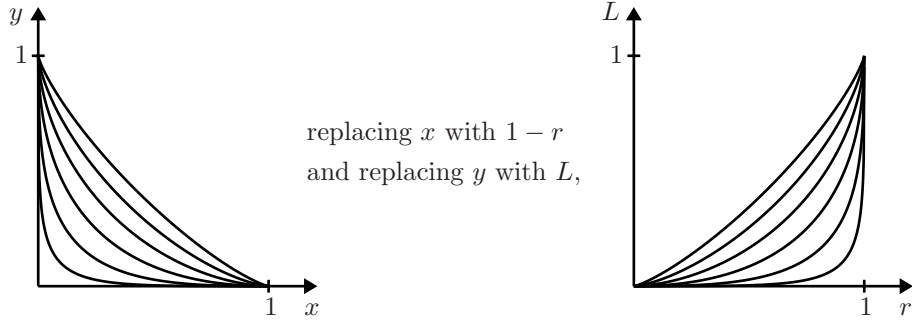 y
1
1
x
replacing x with 1 − r
and replacing y with L,
L
1
1
r